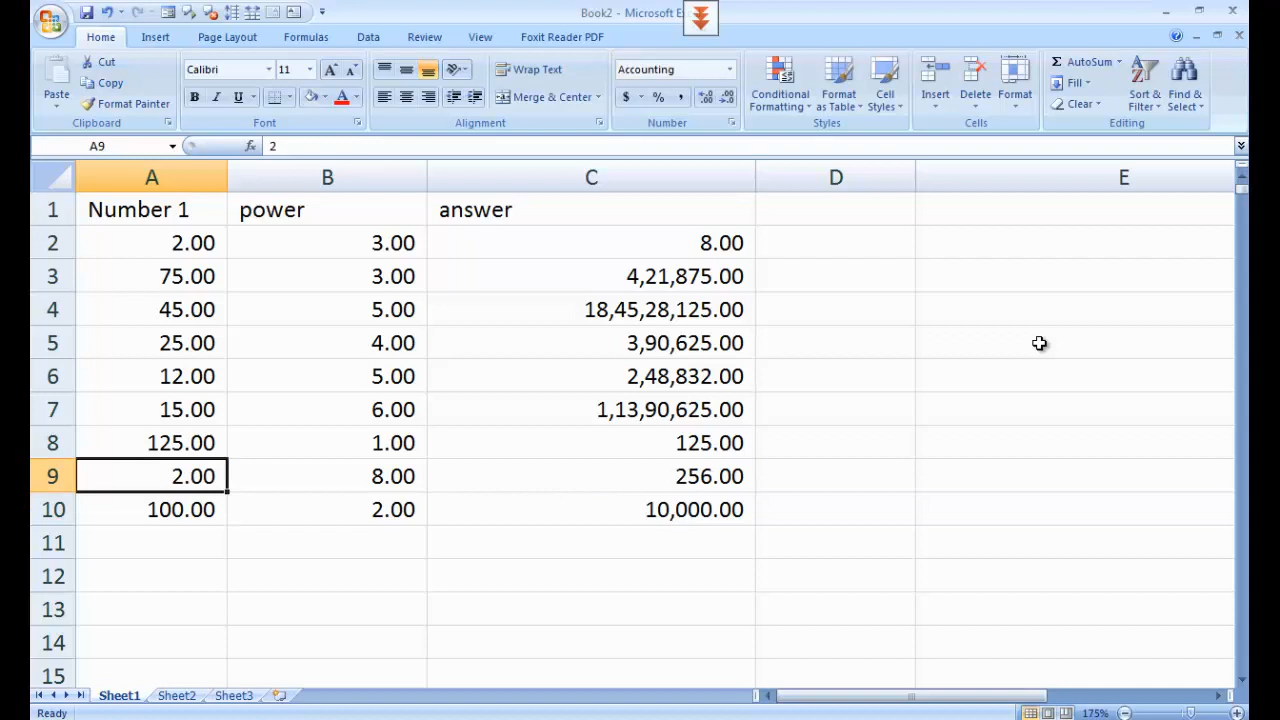 Book2 - Microsoft E
Home Insert Page Layout Formulas Data Review View Foxit Reader PDF
Paste
Cut
Copy
Format Painter
Clipboard
Calibri 11
B I U
Font
Wrap Text
Merge & Center
Alignment
Accounting
$ % ,
Number
Conditional Formatting
Format as Table
Cell Styles
Styles
Insert Delete Format
Cells
Σ AutoSum
Fill
Clear
Sort & Filter
Find & Select
Editing
A9 fx 2
A B C D E
1 Number 1 power answer
2 2.00 3.00 8.00
3 75.00 3.00 4,21,875.00
4 45.00 5.00 18,45,28,125.00
5 25.00 4.00 3,90,625.00
6 12.00 5.00 2,48,832.00
7 15.00 6.00 1,13,90,625.00
8 125.00 1.00 125.00
9 2.00 8.00 256.00
10 100.00 2.00 10,000.00
11
12
13
14
15
Sheet1 Sheet2 Sheet3
Ready 175%